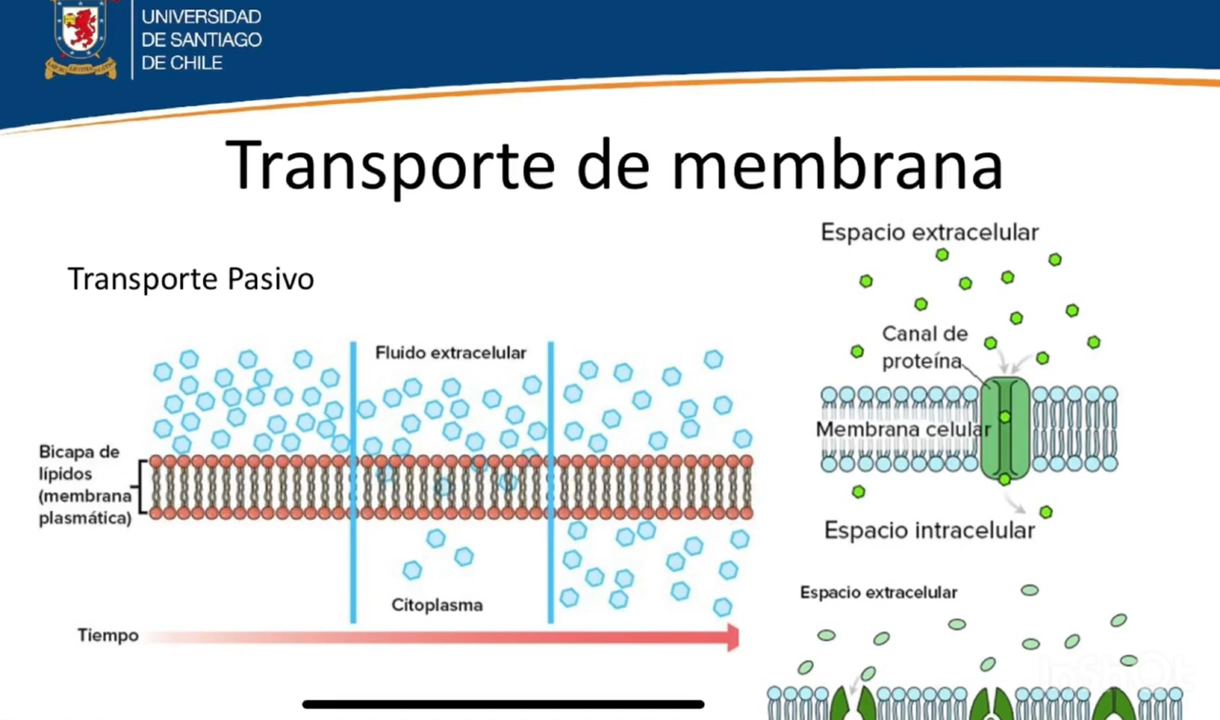 UNIVERSIDAD
DE SANTIAGO
DE CHILE
Transporte de membrana
Transporte Pasivo
Fluido extracelular
Bicapa de
lípidos
(membrana
plasmática)
Citoplasma
Tiempo
Espacio extracelular
Canal de
proteína
Membrana celular
Espacio intracelular
Espacio extracelular
InShOt